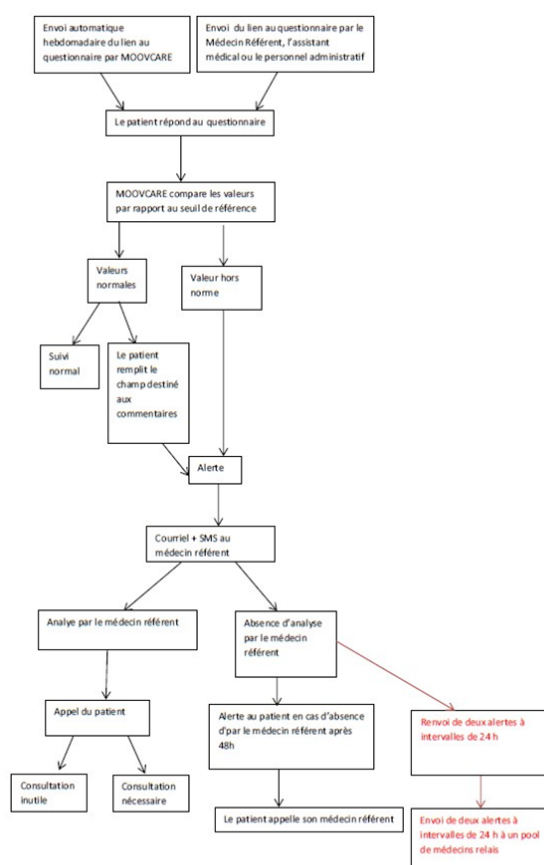 Envoi automatique
hebdomadaire du lien au
questionnaire par MOOVCARE
Envoi du lien au questionnaire par le
Médecin Référent, l'assistant
médical ou le personnel administratif
Le patient répond au questionnaire
MOOVCARE compare les valeurs
par rapport au seuil de référence
Valeurs
normales
Valeur hors
norme
Suivi
normal
Le patient
remplit le
champ destiné
aux
commentaires
Alerte
Courriel + SMS au
médecin référent
Analye par le médecin référent
Absence d'analyse
par le médecin
référent
Appel du patient
Alerte au patient en cas d'absence
d'par le médecin référent après
48h
Renvoi de deux alertes à
intervalles de 24 h
Consultation
inutile
Consultation
nécessaire
Le patient appelle son médecin référent
Envoi de deux alertes à
intervalles de 24 h à un pool
de médecins relais